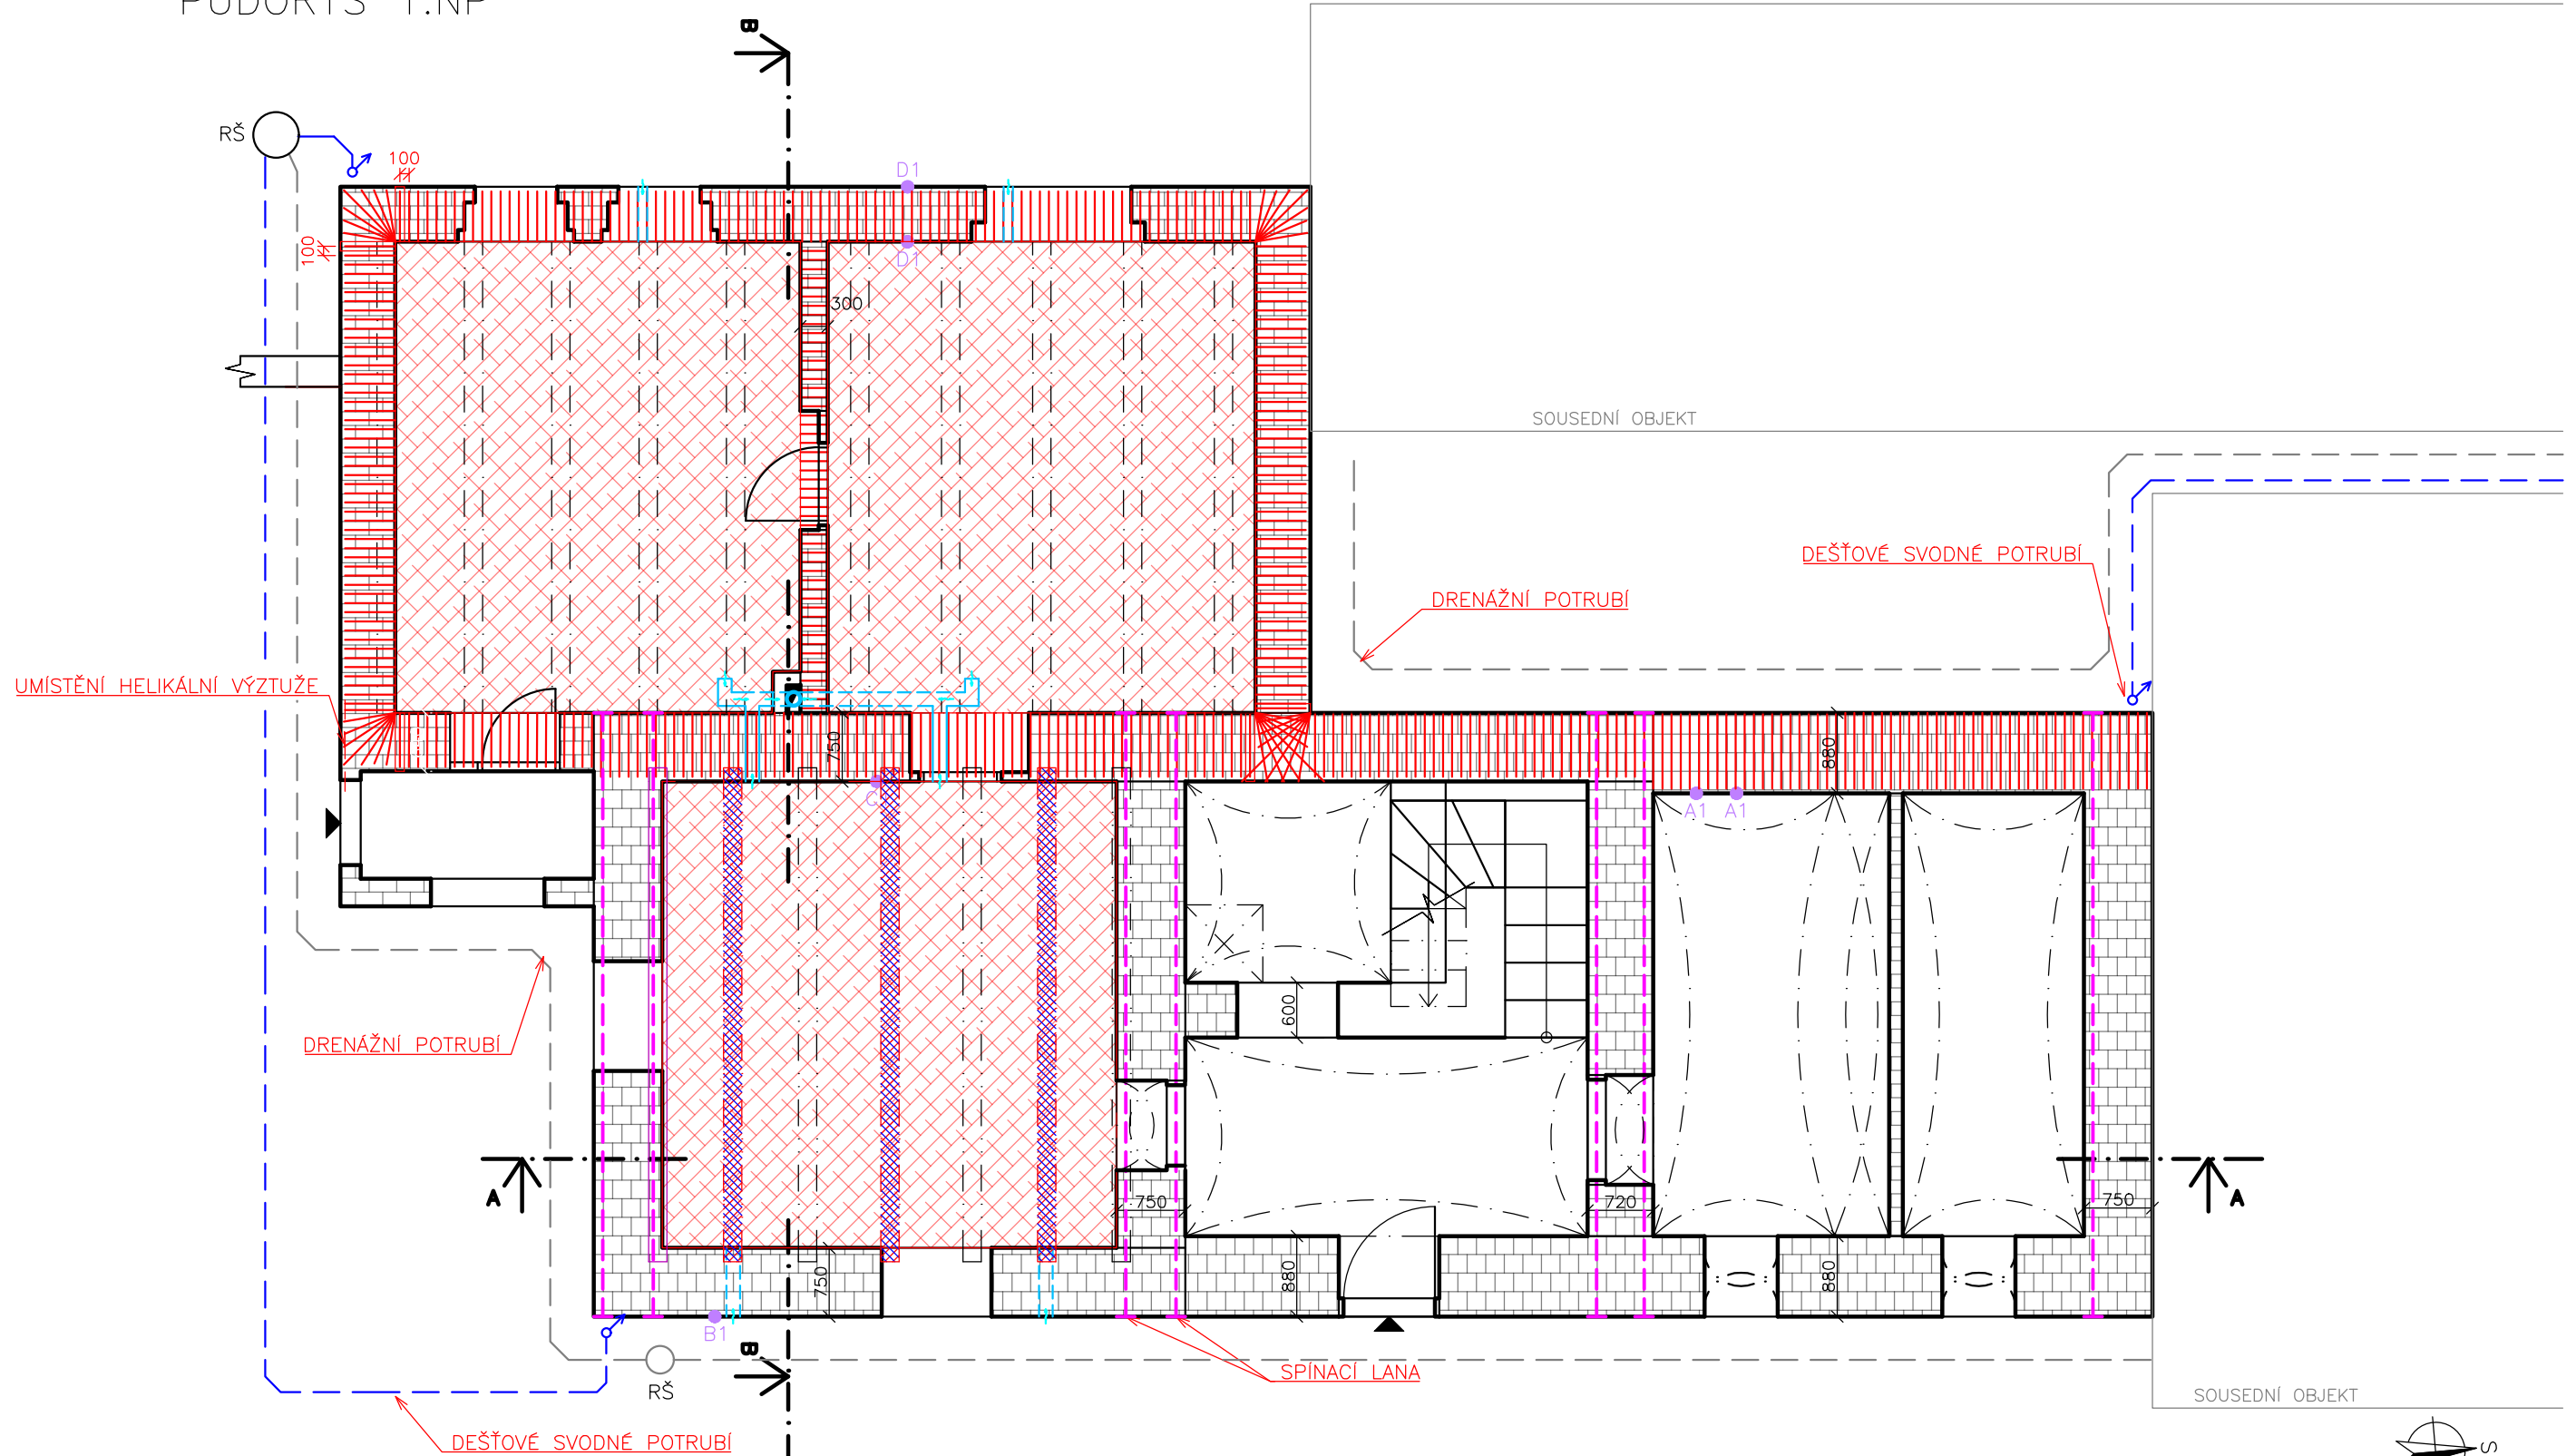 PŮDORYS 1.NP
B
RŠ
100
D1
100
D1
300
SOUSEDNÍ OBJEKT
DEŠŤOVÉ SVODNÉ POTRUBÍ
DRENÁŽNÍ POTRUBÍ
UMÍSTĚNÍ HELIKÁLNÍ VÝZTUŽE
750
880
C
A1
A1
600
DRENÁŽNÍ POTRUBÍ
A
750
720
750
A
750
880
880
B1
B
SPÍNACÍ LANA
RŠ
SOUSEDNÍ OBJEKT
DEŠŤOVÉ SVODNÉ POTRUBÍ
S